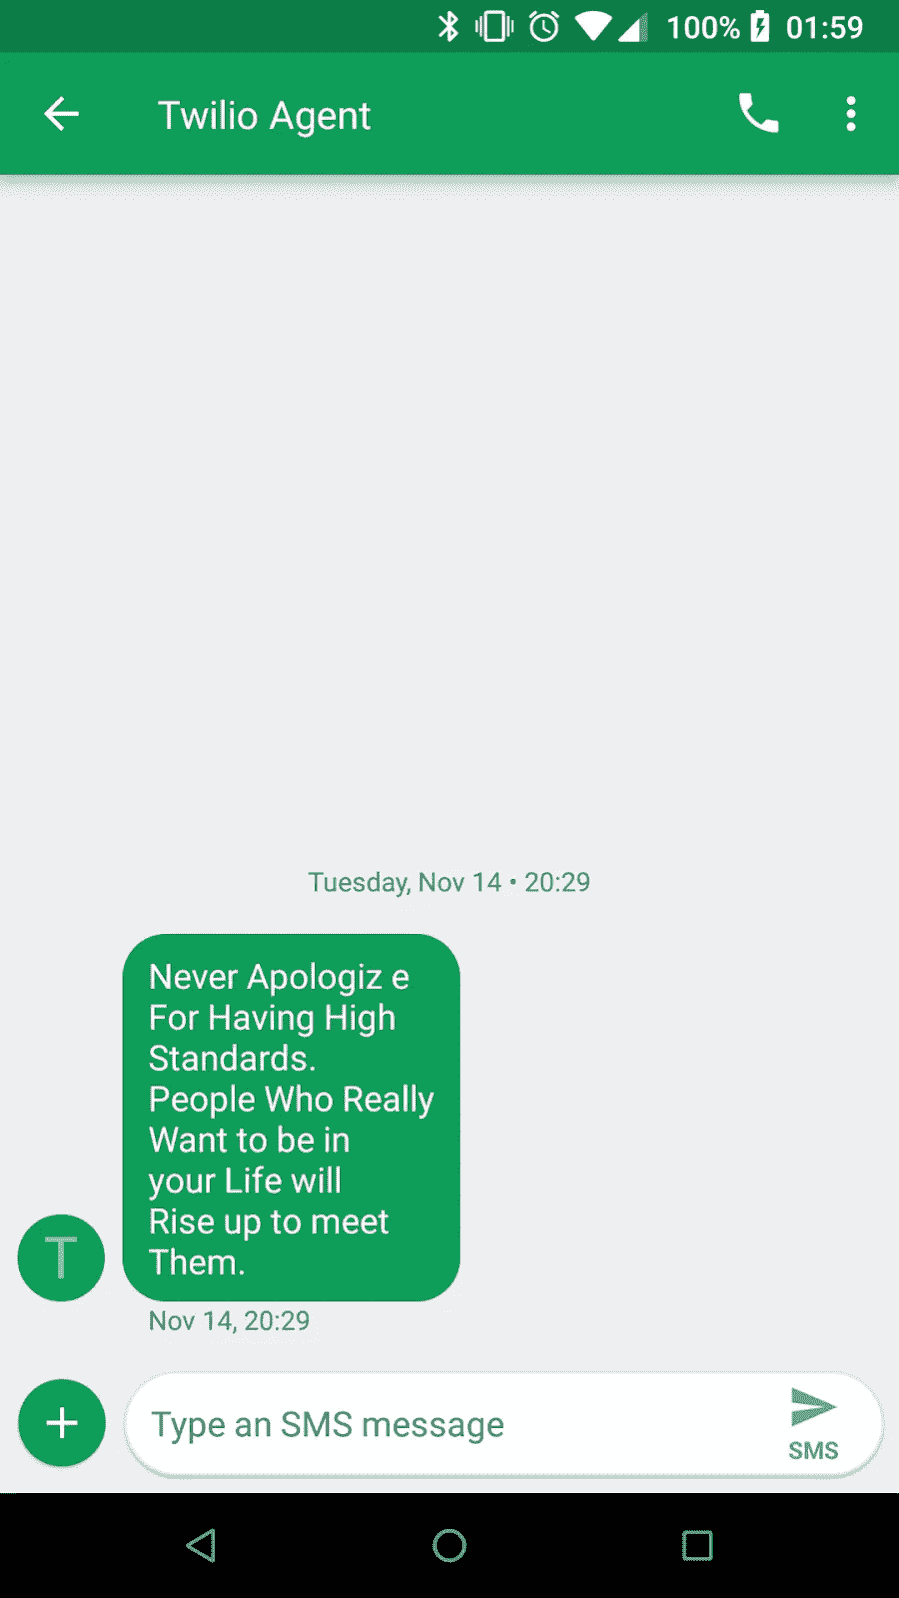 100% 01:59
Twilio Agent
Tuesday, Nov 14 • 20:29
Never Apologiz e
For Having High
Standards.
People Who Really
Want to be in
your Life will
Rise up to meet
Them.
T
Nov 14, 20:29
Type an SMS message
SMS